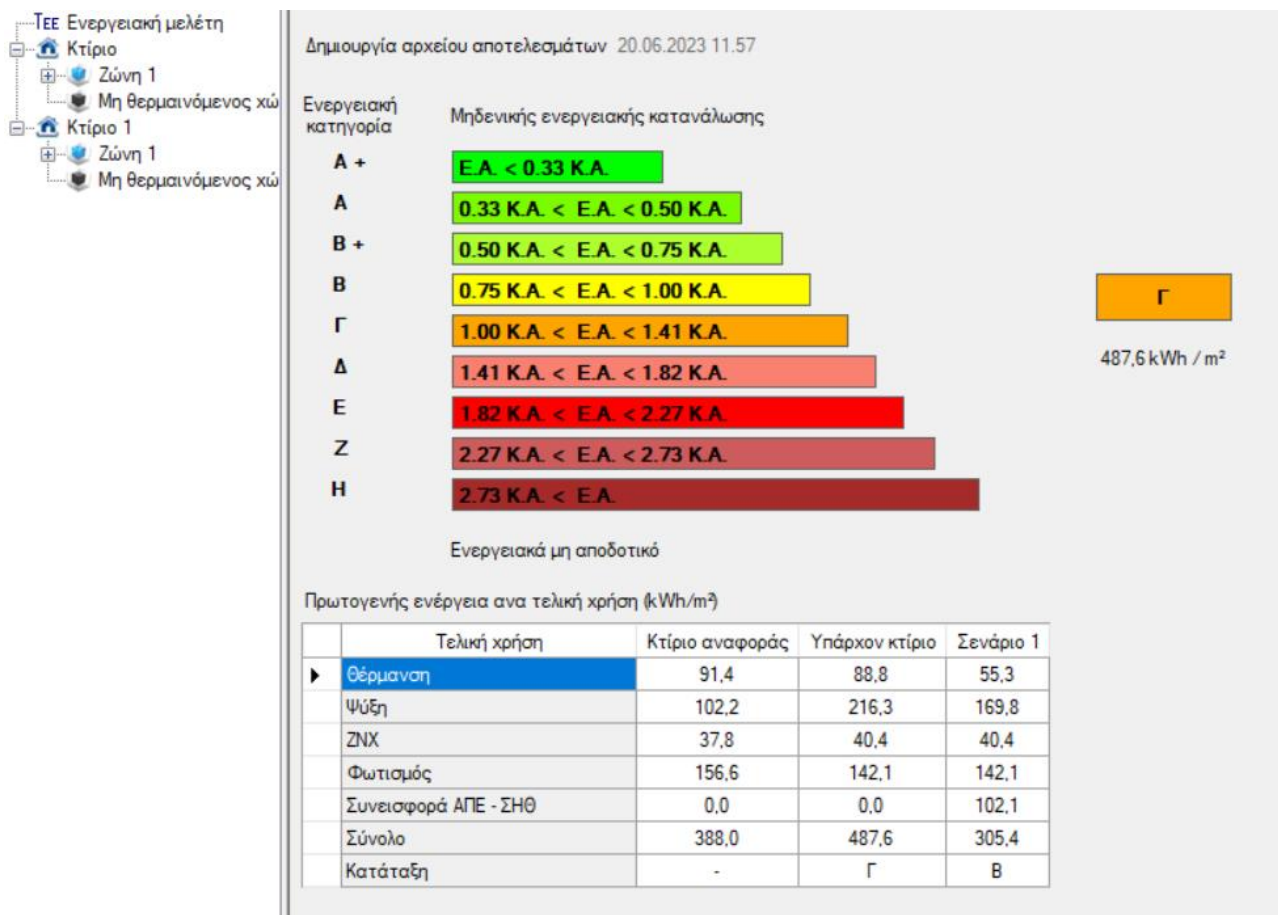 ΤΕΕ Ενεργειακή μελέτη
Κτίριο
Ζώνη 1
Μη θερμαινόμενος χώ
Κτίριο 1
Ζώνη 1
Μη θερμαινόμενος χώ
Δημιουργία αρχείου αποτελεσμάτων 20.06.2023 11.57
Ενεργειακή κατηγορία
Μηδενικής ενεργειακής κατανάλωσης
A + E.A. < 0.33 K.A.
A 0.33 K.A. < E.A. < 0.50 K.A.
B + 0.50 K.A. < E.A. < 0.75 K.A.
B 0.75 K.A. < E.A. < 1.00 K.A.
Γ 1.00 K.A. < E.A. < 1.41 K.A.
Δ 1.41 K.A. < E.A. < 1.82 K.A.
E 1.82 K.A. < E.A. < 2.27 K.A.
Z 2.27 K.A. < E.A. < 2.73 K.A.
H 2.73 K.A. < E.A.
Γ
487,6 kWh / m²
Ενεργειακά μη αποδοτικό
Πρωτογενής ενέργεια ανα τελική χρήση (kWh/m²)
Τελική χρήση Κτίριο αναφοράς Υπάρχον κτίριο Σενάριο 1
Θέρμανση 91,4 88,8 55,3
Ψύξη 102,2 216,3 169,8
ΖΝΧ 37,8 40,4 40,4
Φωτισμός 156,6 142,1 142,1
Συνεισφορά ΑΠΕ - ΣΗΘ 0,0 0,0 102,1
Σύνολο 388,0 487,6 305,4
Κατάταξη - Γ B